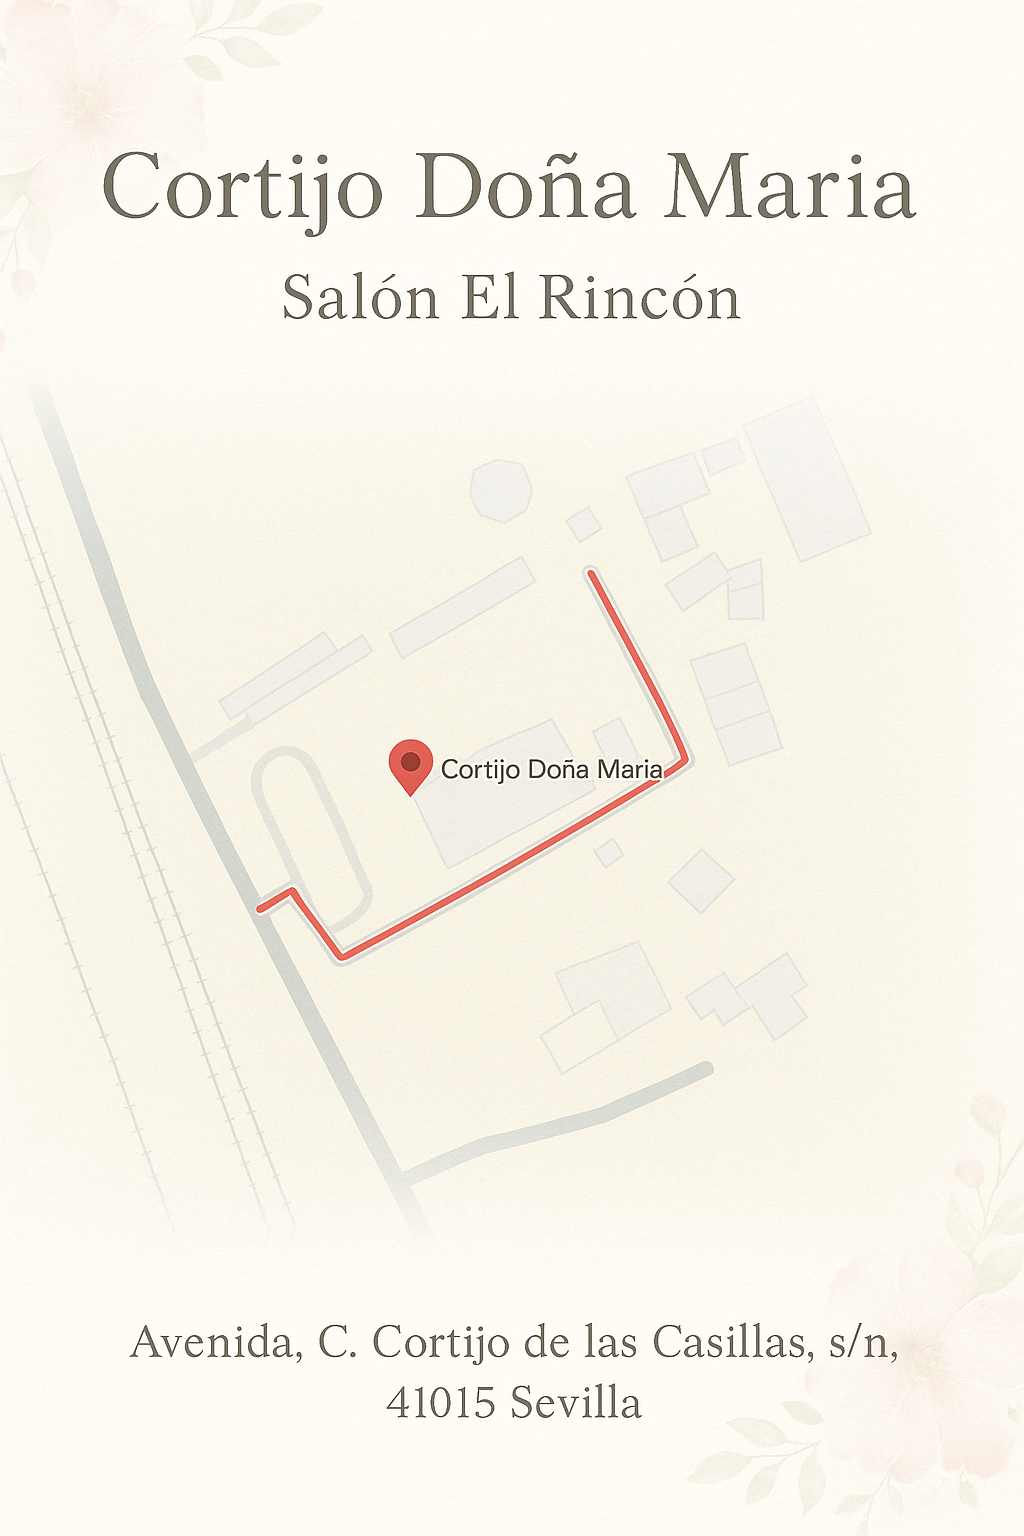 Cortijo Doña Maria
Salón El Rincón
Cortijo Doña Maria
Avenida, C. Cortijo de las Casillas, s/n,
41015 Sevilla